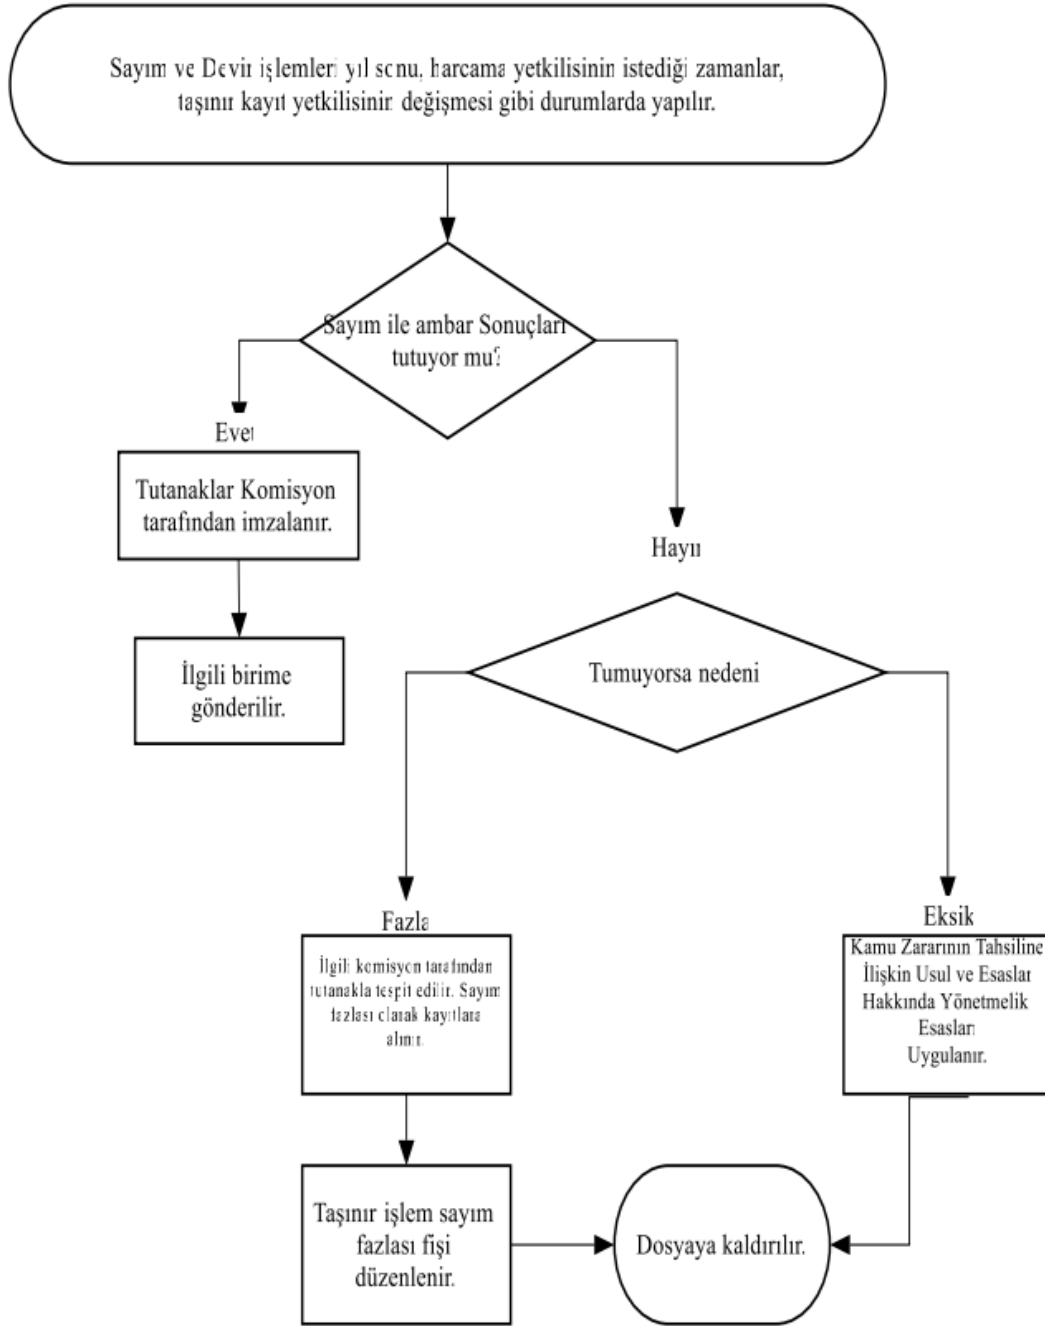 Sayım ve Devir işlemleri yıl sonu, harcama yetkilisinin istediği zamanlar,
taşınır kayıt yetkilisinin değişmesi gibi durumlarda yapılır.
Sayım ile ambar Sonuçları
tutuyor mu?
Evet
Tutanaklar Komisyon
tarafından imzalanır.
Hayır
İlgili birime
gönderilir.
Tumuyorsa nedeni
Fazla
Eksik
İlgili komisyon tarafından
tutanakla tespit edilir. Sayım
fazlası olarak kayıtlara
alınır.
Kamu Zararının Tahsiline
İlişkin Usul ve Esaslar
Hakkında Yönetmelik
Esasları
Uygulanır.
Taşınır işlem sayım
fazlası fişi
düzenlenir.
Dosyaya kaldırılır.